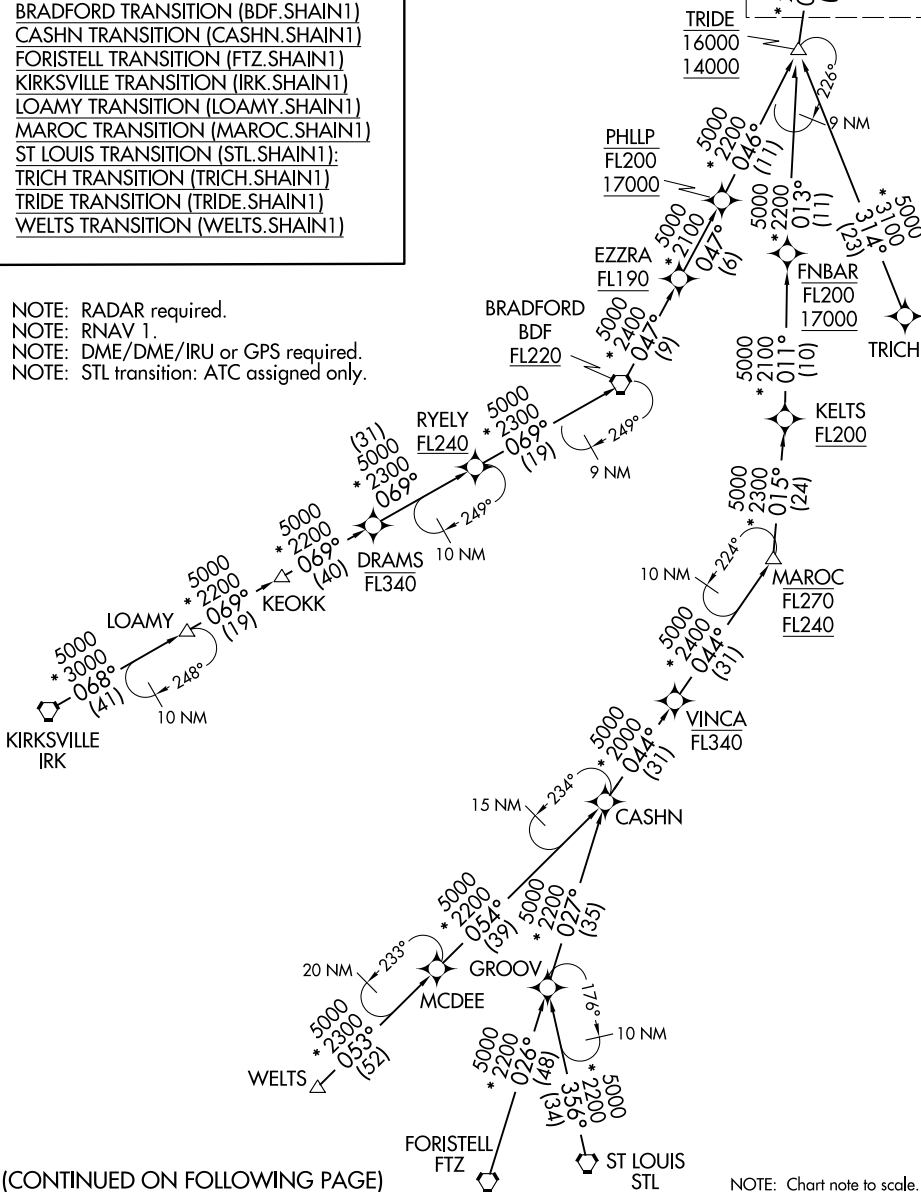 BRADFORD TRANSITION (BDF.SHAIN1)
CASHN TRANSITION (CASHN.SHAIN1)
FORISTELL TRANSITION (FTZ.SHAIN1)
KIRKSVILLE TRANSITION (IRK.SHAIN1)
LOAMY TRANSITION (LOAMY.SHAIN1)
MAROC TRANSITION (MAROC.SHAIN1)
ST LOUIS TRANSITION (STL.SHAIN1):
TRICH TRANSITION (TRICH.SHAIN1)
TRIDE TRANSITION (TRIDE.SHAIN1)
WELTS TRANSITION (WELTS.SHAIN1)
NOTE: RADAR required.
NOTE: RNAV 1.
NOTE: DME/DME/IRU or GPS required.
NOTE: STL transition: ATC assigned only.
TRIDE
16000
14000
226°
9 NM
5000
* 2200
046°
(11)
PHLLP
FL200
17000
5000
* 2200
013°
(11)
5000
* 3100
314°
(23)
5000
* 2100
047°
(6)
EZZRA
FL190
FNBAR
FL200
17000
TRICH
BRADFORD
BDF
FL220
5000
* 2400
047°
(9)
5000
* 2100
011°
(10)
KELTS
FL200
RYELY
FL240
5000
* 2300
069°
(19)
249°
9 NM
(31)
5000
* 2300
069°
249°
10 NM
5000
* 2300
015°
(24)
DRAMS
FL340
5000
* 2200
069°
(40)
KEOKK
224°
10 NM
MAROC
FL270
FL240
LOAMY
5000
* 2200
069°
(19)
248°
10 NM
5000
* 3000
068°
(41)
KIRKSVILLE
IRK
5000
* 2400
044°
(31)
VINCA
FL340
5000
* 2000
044°
(31)
234°
15 NM
CASHN
5000
* 2200
054°
(39)
5000
* 2200
027°
(35)
233°
20 NM
MCDEE
GROOV
176°
10 NM
5000
* 2300
053°
(52)
WELTS
5000
* 2200
026°
(48)
5000
* 2200
356°
(34)
FORISTELL
FTZ
ST LOUIS
STL
(CONTINUED ON FOLLOWING PAGE)
NOTE: Chart note to scale.